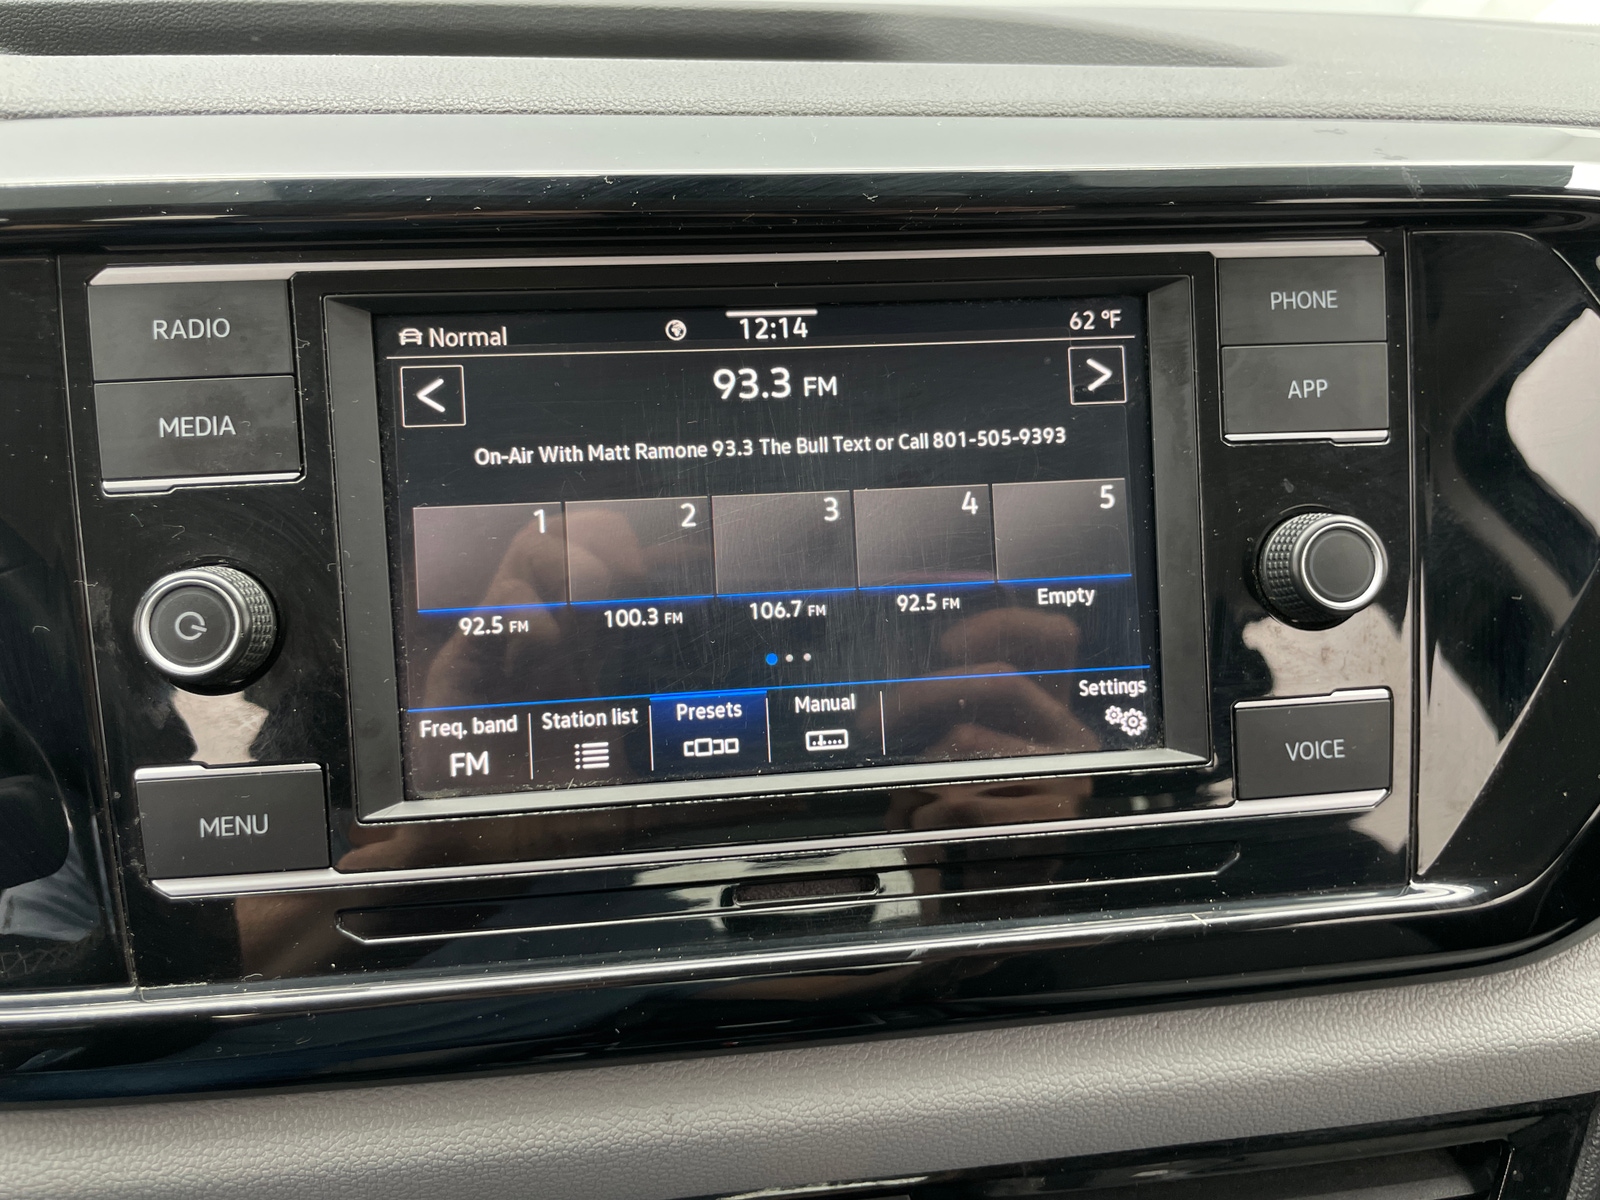 RADIO
MEDIA
MENU
PHONE
APP
VOICE
Normal
12:14
62 °F
<
93.3 FM
>
On-Air With Matt Ramone 93.3 The Bull Text or Call 801-505-9393
1
2
3
4
5
92.5 FM
100.3 FM
106.7 FM
92.5 FM
Empty
Freq. band
FM
Station list
Presets
Manual
Settings